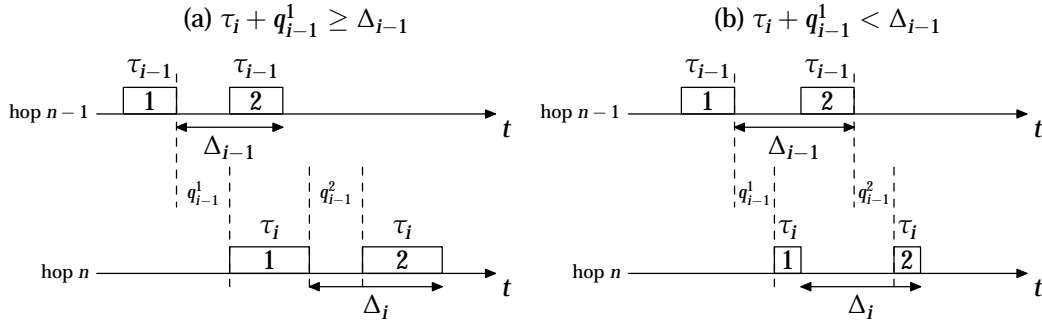 (a) τ_i + q^1_{i−1} ≥ Δ_{i−1}
τ_{i−1} τ_{i−1}
hop n − 1 1 2 t
Δ_{i−1}
q^1_{i−1} q^2_{i−1}
τ_i τ_i
hop n 1 2 t
Δ_i
(b) τ_i + q^1_{i−1} < Δ_{i−1}
τ_{i−1} τ_{i−1}
hop n − 1 1 2 t
Δ_{i−1}
q^1_{i−1} q^2_{i−1}
τ_i τ_i
hop n 1 2 t
Δ_i